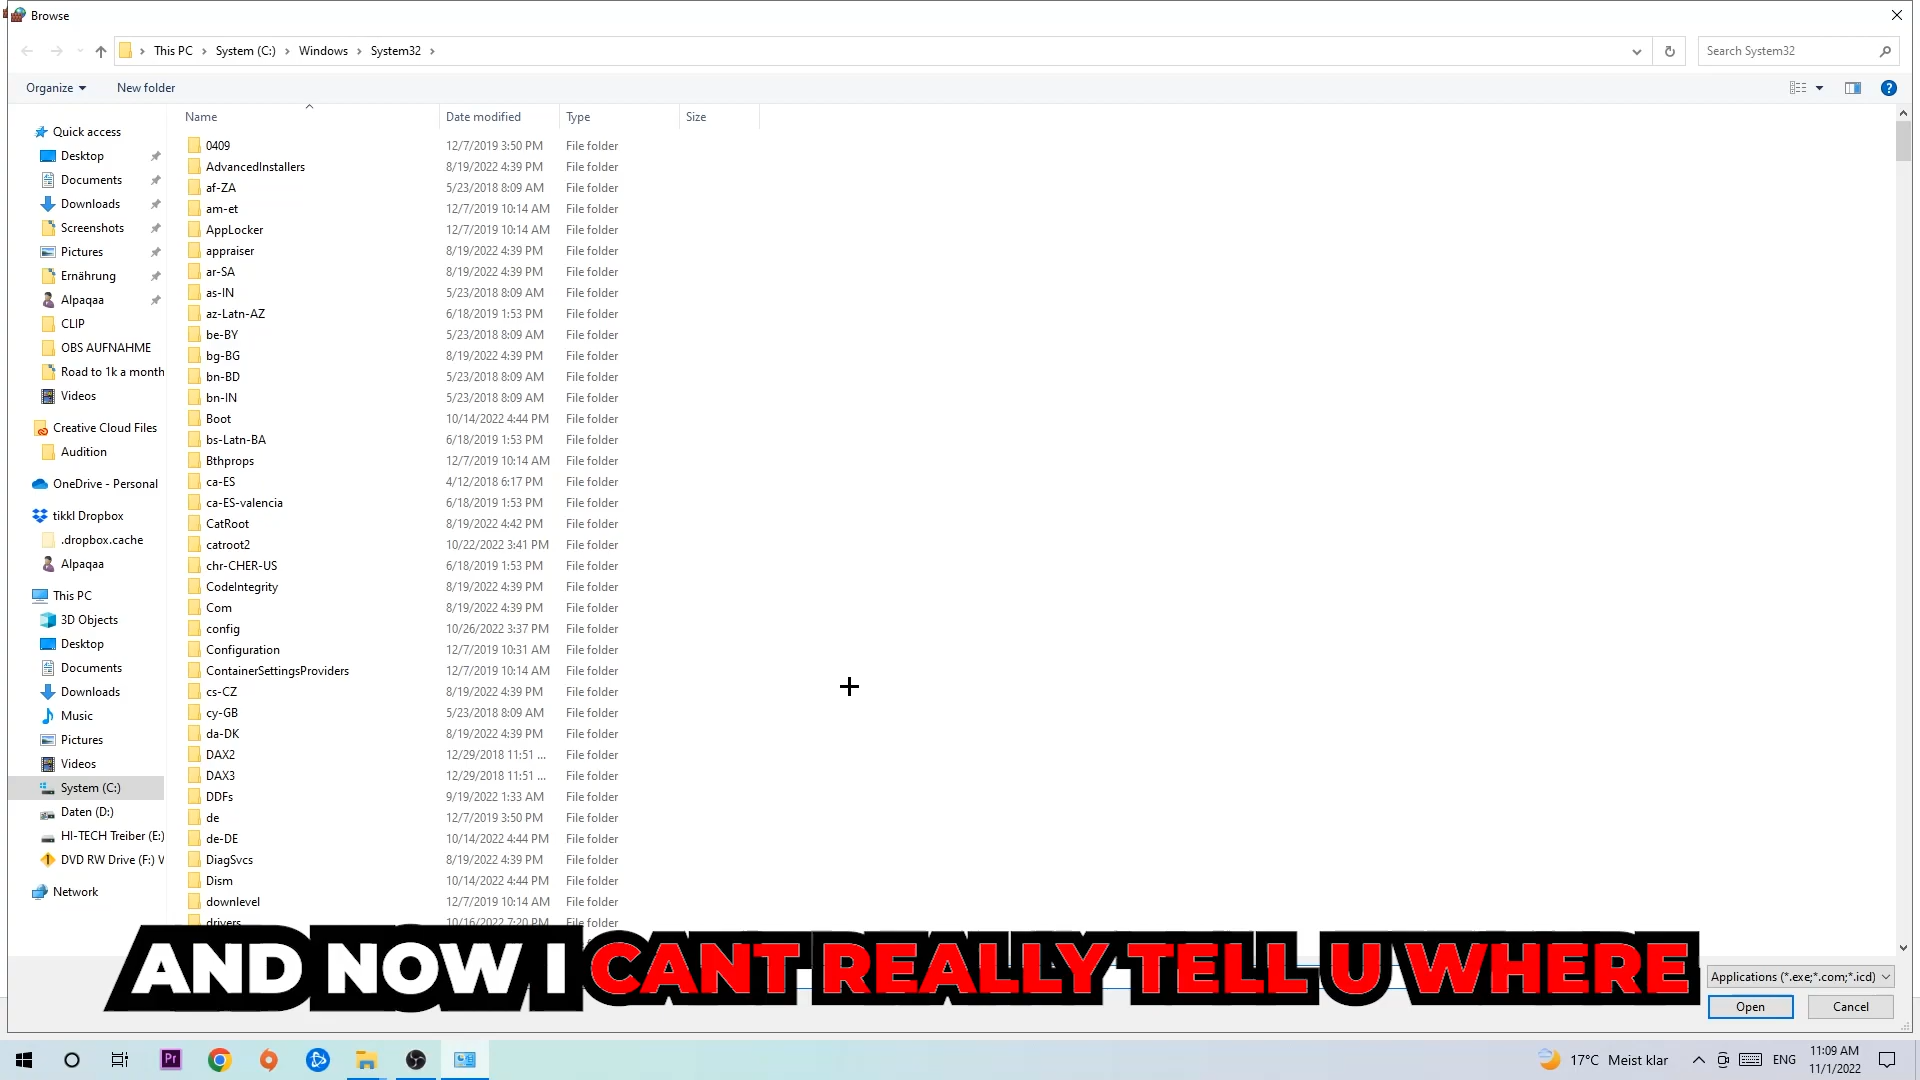 Browse
This PC > System (C:) > Windows > System32 >
Search System32
Organize
New folder
Name
Date modified
Type
Size
Quick access
Desktop
Documents
Downloads
Screenshots
Pictures
Ernährung
Alpaqaa
CLIP
OBS AUFNAHME
Road to 1k a month
Videos
Creative Cloud Files
Audition
OneDrive - Personal
tikkl Dropbox
.dropbox.cache
Alpaqaa
This PC
3D Objects
Desktop
Documents
Downloads
Music
Pictures
Videos
System (C:)
Daten (D:)
HI-TECH Treiber (E:)
DVD RW Drive (F:) V
Network
0409 12/7/2019 3:50 PM File folder
AdvancedInstallers 8/19/2022 4:39 PM File folder
af-ZA 5/23/2018 8:09 AM File folder
am-et 12/7/2019 10:14 AM File folder
AppLocker 12/7/2019 10:14 AM File folder
appraiser 8/19/2022 4:39 PM File folder
ar-SA 8/19/2022 4:39 PM File folder
as-IN 5/23/2018 8:09 AM File folder
az-Latn-AZ 6/18/2019 1:53 PM File folder
be-BY 5/23/2018 8:09 AM File folder
bg-BG 8/19/2022 4:39 PM File folder
bn-BD 5/23/2018 8:09 AM File folder
bn-IN 5/23/2018 8:09 AM File folder
Boot 10/14/2022 4:44 PM File folder
bs-Latn-BA 6/18/2019 1:53 PM File folder
Bthprops 12/7/2019 10:14 AM File folder
ca-ES 4/12/2018 6:17 PM File folder
ca-ES-valencia 6/18/2019 1:53 PM File folder
CatRoot 8/19/2022 4:42 PM File folder
catroot2 10/22/2022 3:41 PM File folder
chr-CHER-US 6/18/2019 1:53 PM File folder
CodeIntegrity 8/19/2022 4:39 PM File folder
Com 8/19/2022 4:39 PM File folder
config 10/26/2022 3:37 PM File folder
Configuration 12/7/2019 10:31 AM File folder
ContainerSettingsProviders 12/7/2019 10:14 AM File folder
cs-CZ 8/19/2022 4:39 PM File folder
cy-GB 5/23/2018 8:09 AM File folder
da-DK 8/19/2022 4:39 PM File folder
DAX2 12/29/2018 11:51 ... File folder
DAX3 12/29/2018 11:51 ... File folder
DDFs 9/19/2022 1:33 AM File folder
de 12/7/2019 3:50 PM File folder
de-DE 10/14/2022 4:44 PM File folder
DiagSvcs 8/19/2022 4:39 PM File folder
Dism 10/14/2022 4:44 PM File folder
downlevel 12/7/2019 10:14 AM File folder
drivers 10/16/2022 7:20 PM File folder
AND NOW I CANT REALLY TELL U WHERE
Applications (*.exe;*.com;*.icd)
Open
Cancel
Pr
17°C Meist klar
ENG
11:09 AM
11/1/2022